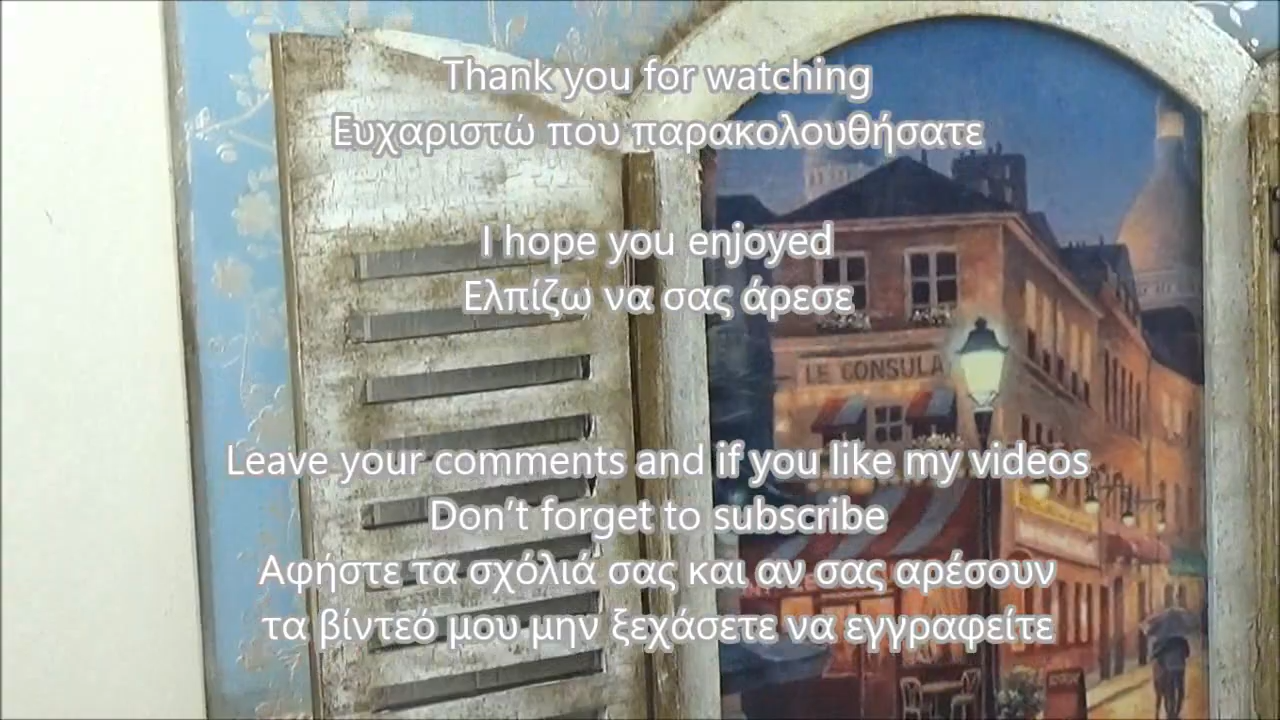 Thank you for watching
Ευχαριστώ που παρακολουθήσατε
I hope you enjoyed
Ελπίζω να σας άρεσε
LE CONSULA
Leave your comments and if you like my videos
Don't forget to subscribe
Αφήστε τα σχόλιά σας και αν σας αρέσουν
τα βίντεό μου μην ξεχάσετε να εγγραφείτε